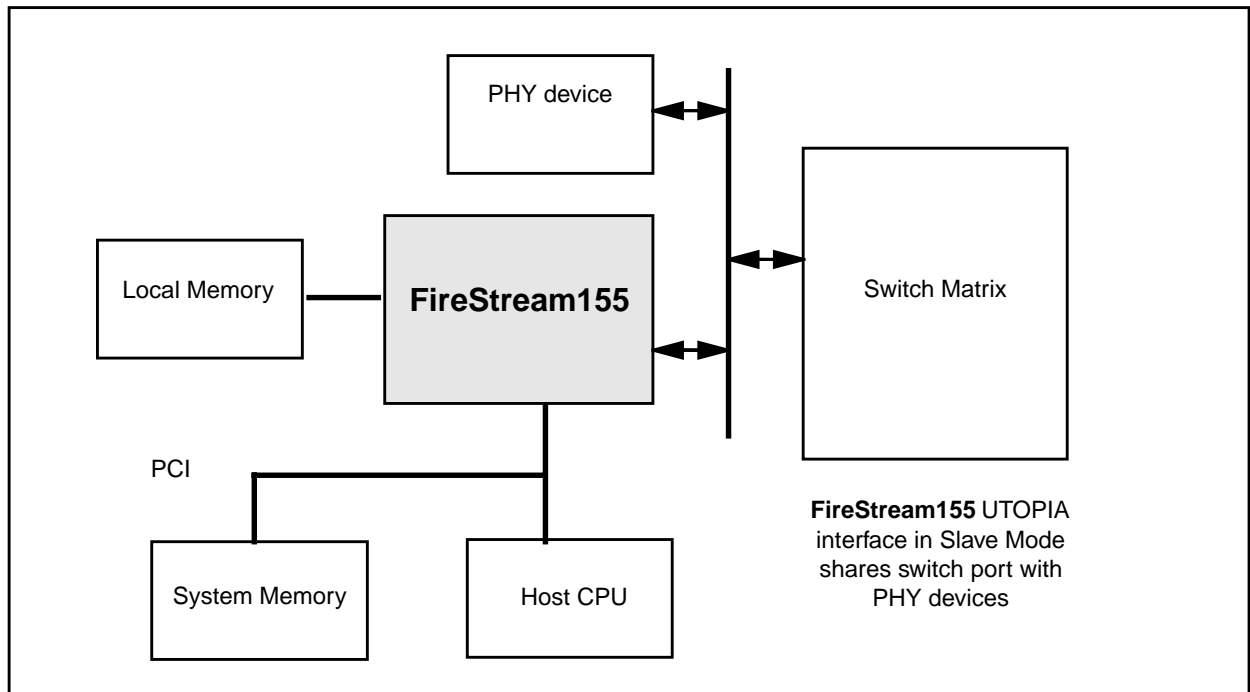 PHY device
Local Memory
FireStream155
Switch Matrix
PCI
System Memory
Host CPU
FireStream155 UTOPIA
interface in Slave Mode
shares switch port with
PHY devices